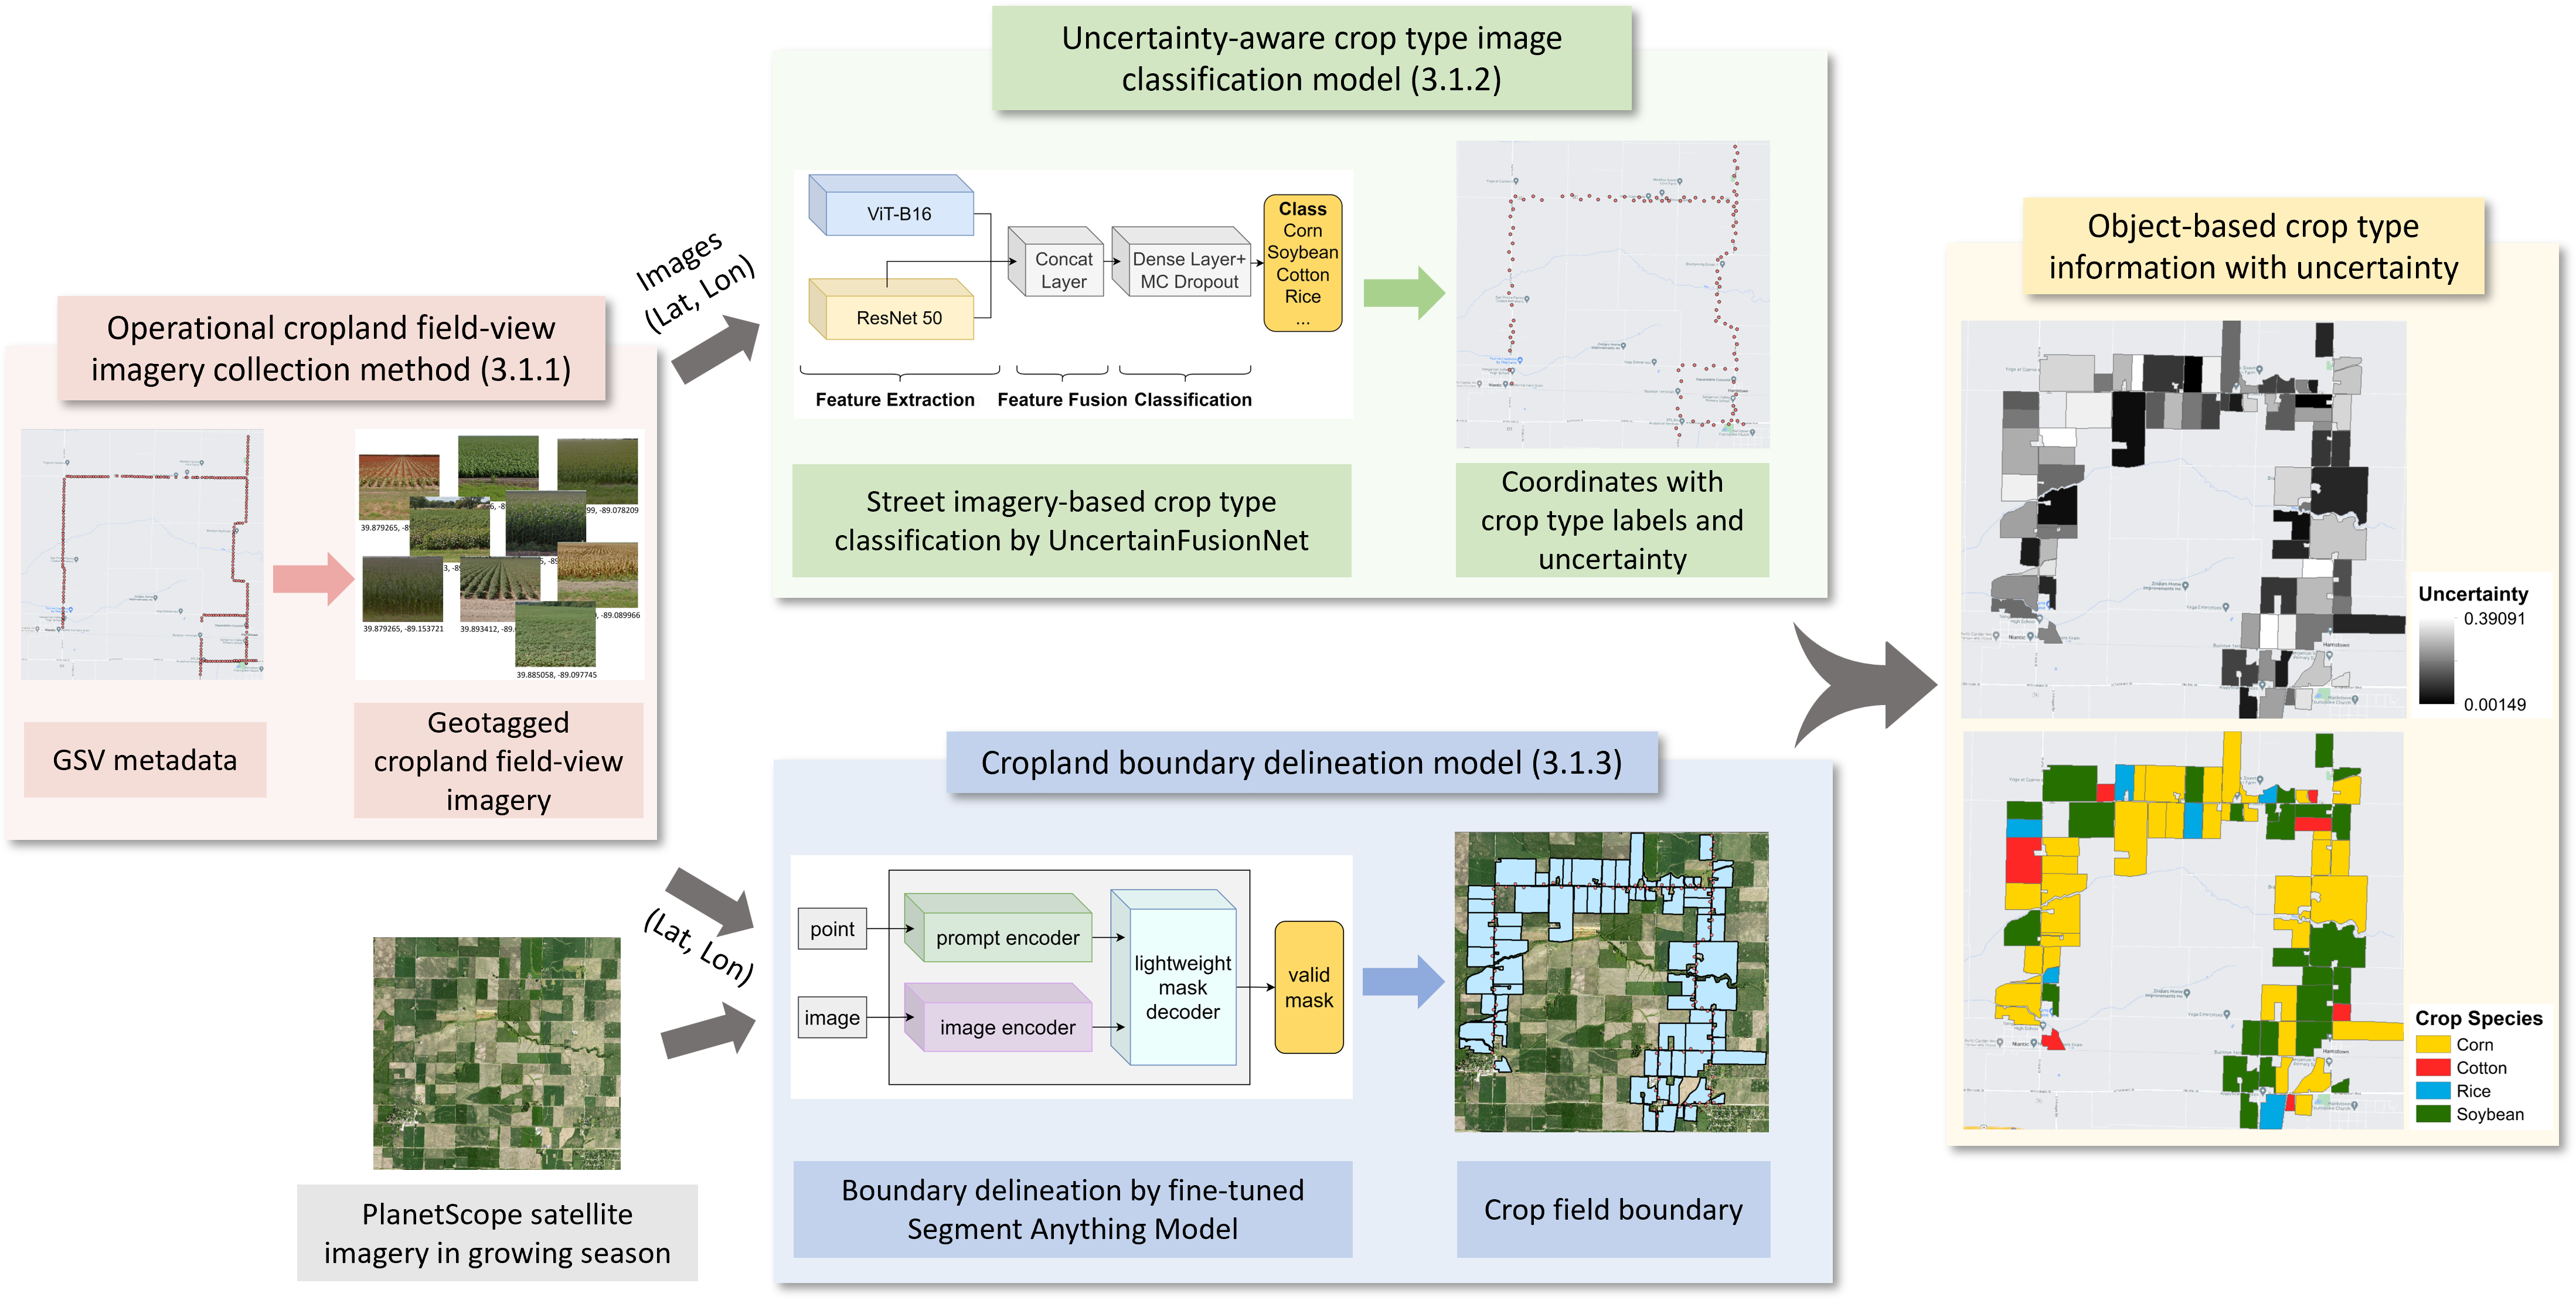 Operational cropland field-view
imagery collection method (3.1.1)
39.879265, -89
39.879265, -89.153721
39.893412, -89.0
39.885058, -89.097745
99, -89.078209
-89.089966
GSV metadata
Geotagged
cropland field-view
imagery
Images
(Lat, Lon)
(Lat, Lon)
PlanetScope satellite
imagery in growing season
Uncertainty-aware crop type image
classification model (3.1.2)
ViT-B16
ResNet 50
Concat
Layer
Dense Layer+
MC Dropout
Class
Corn
Soybean
Cotton
Rice
...
Feature Extraction
Feature Fusion
Classification
Street imagery-based crop type
classification by UncertainFusionNet
Coordinates with
crop type labels and
uncertainty
Cropland boundary delineation model (3.1.3)
point
image
prompt encoder
image encoder
lightweight
mask
decoder
valid
mask
Boundary delineation by fine-tuned
Segment Anything Model
Crop field boundary
Object-based crop type
information with uncertainty
Uncertainty
0.39091
0.00149
Crop Species
Corn
Cotton
Rice
Soybean